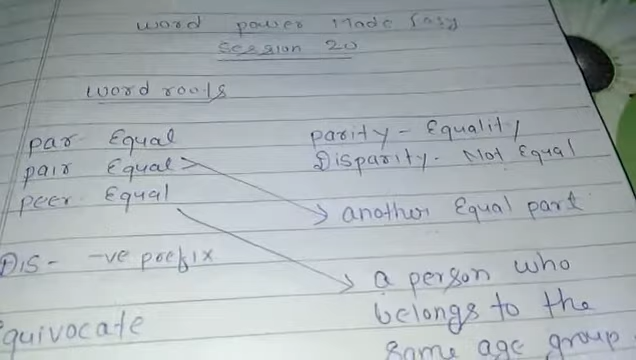 word power Made Easy
Session 20
word roots
par- Equal
parity - Equality
pair Equal
Disparity - Not Equal
peer Equal
another Equal part
Dis- -ve prefix
a person who
belongs to the
same age group
quivocate